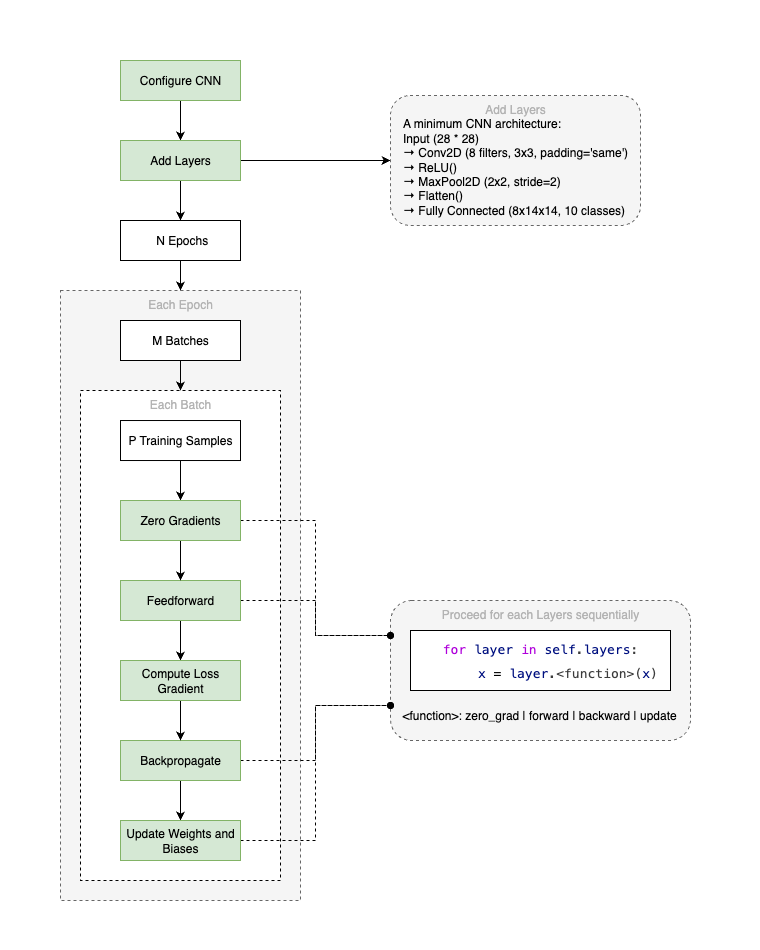 Configure CNN
Add Layers
Add Layers
A minimum CNN architecture:
Input (28 * 28)
→ Conv2D (8 filters, 3x3, padding='same')
→ ReLU()
→ MaxPool2D (2x2, stride=2)
→ Flatten()
→ Fully Connected (8x14x14, 10 classes)
N Epochs
Each Epoch
M Batches
Each Batch
P Training Samples
Zero Gradients
Feedforward
Compute Loss
Gradient
Backpropagate
Update Weights and
Biases
Proceed for each Layers sequentially
for layer in self.layers:
x = layer.<function>(x)
<function>: zero_grad | forward | backward | update